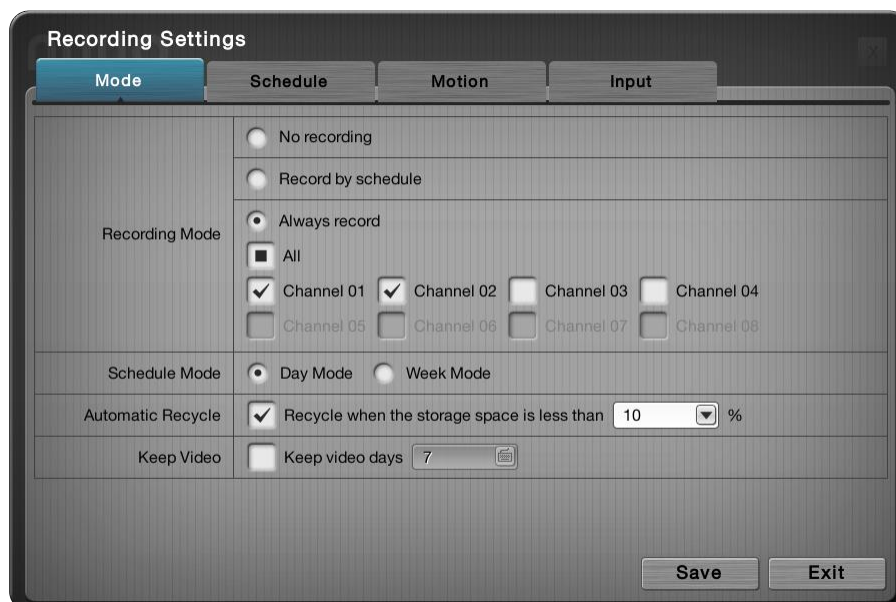 Recording Settings
Mode Schedule Motion Input
No recording
Record by schedule
Recording Mode
Always record
All
Channel 01 Channel 02 Channel 03 Channel 04
Channel 05 Channel 06 Channel 07 Channel 08
Schedule Mode Day Mode Week Mode
Automatic Recycle Recycle when the storage space is less than 10 %
Keep Video Keep video days 7
Save Exit